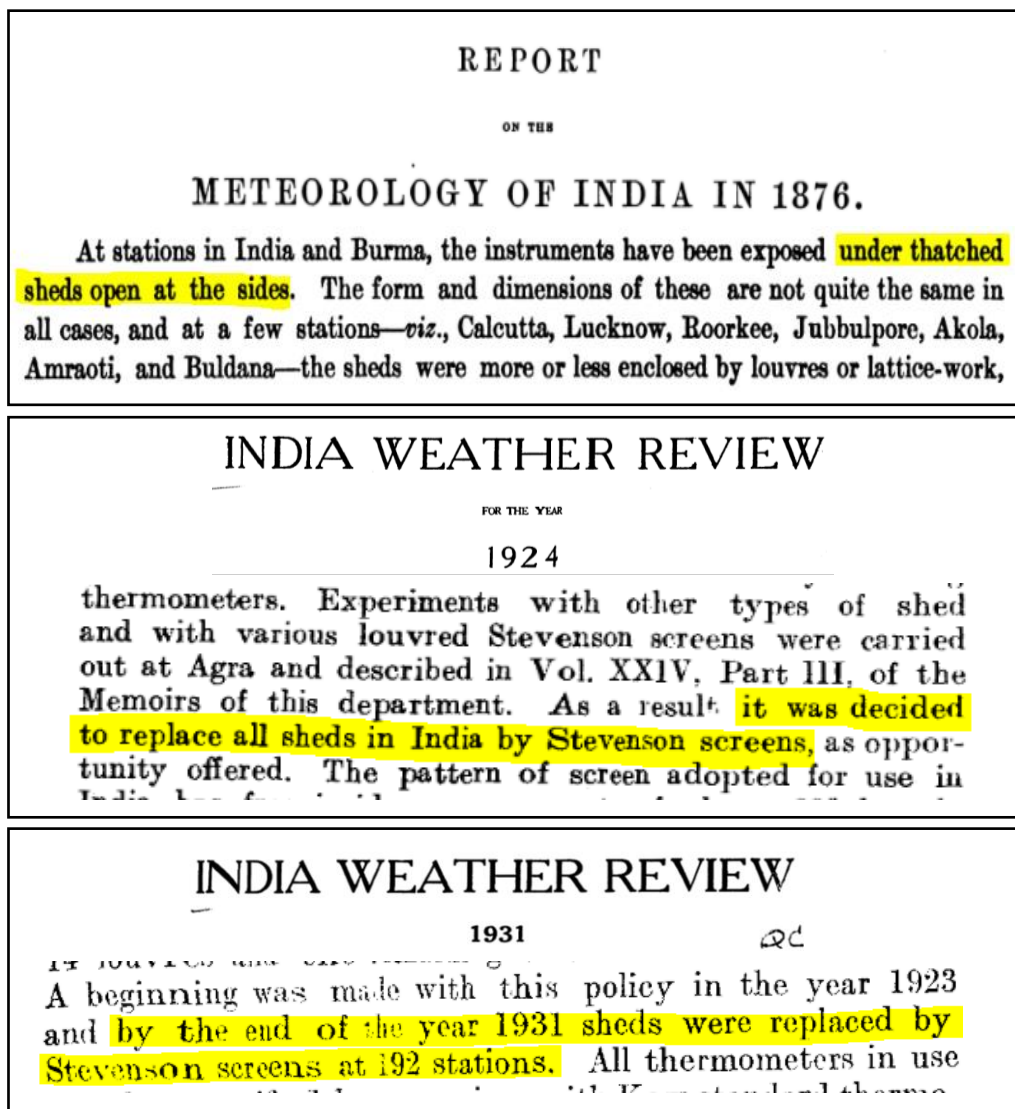 REPORT
ON THE
METEOROLOGY OF INDIA IN 1876.
At stations in India and Burma, the instruments have been exposed under thatched
sheds open at the sides. The form and dimensions of these are not quite the same in
all cases, and at a few stations—viz., Calcutta, Lucknow, Roorkee, Jubbulpore, Akola,
Amraoti, and Buldana—the sheds were more or less enclosed by louvres or lattice-work,
INDIA WEATHER REVIEW
FOR THE YEAR
1924
thermometers. Experiments with other types of shed
and with various louvred Stevenson screens were carried
out at Agra and described in Vol. XXIV, Part III, of the
Memoirs of this department. As a result it was decided
to replace all sheds in India by Stevenson screens, as oppor-
tunity offered. The pattern of screen adopted for use in
INDIA WEATHER REVIEW
1931
A beginning was made with this policy in the year 1923
and by the end of the year 1931 sheds were replaced by
Stevenson screens at 192 stations. All thermometers in use